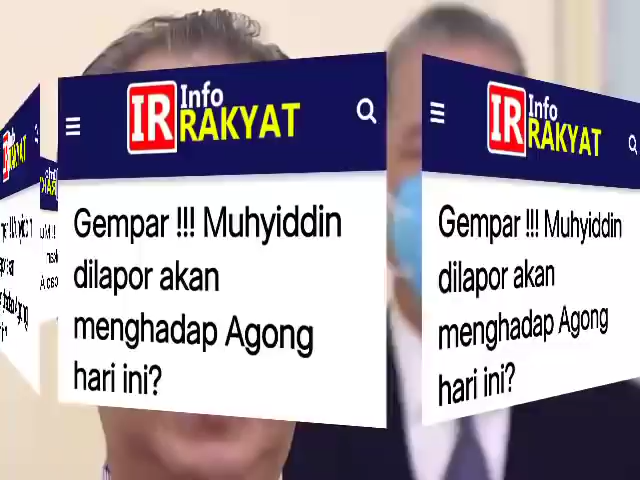 IR Info
RAKYAT
Gempar !!! Muhyiddin
dilapor akan
menghadap Agong
hari ini?
IR Info
RAKYAT
Gempar !!! Muhyiddin
dilapor akan
menghadap Agong
hari ini?
RAKYAT